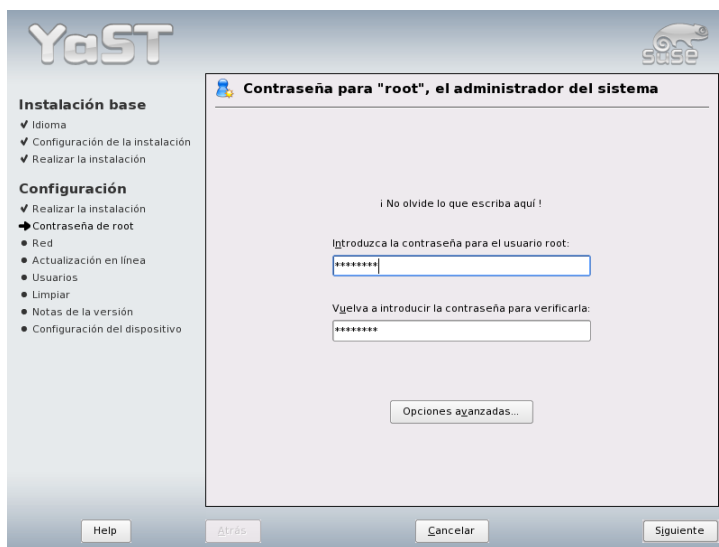 YaST
SUSE
Instalación base
Idioma
Configuración de la instalación
Realizar la instalación
Configuración
Realizar la instalación
Contraseña de root
Red
Actualización en línea
Usuarios
Limpiar
Notas de la versión
Configuración del dispositivo
Contraseña para "root", el administrador del sistema
¡ No olvide lo que escriba aquí !
Introduzca la contraseña para el usuario root:
********
Vuelva a introducir la contraseña para verificarla:
********
Opciones avanzadas...
Help
Atrás
Cancelar
Siguiente